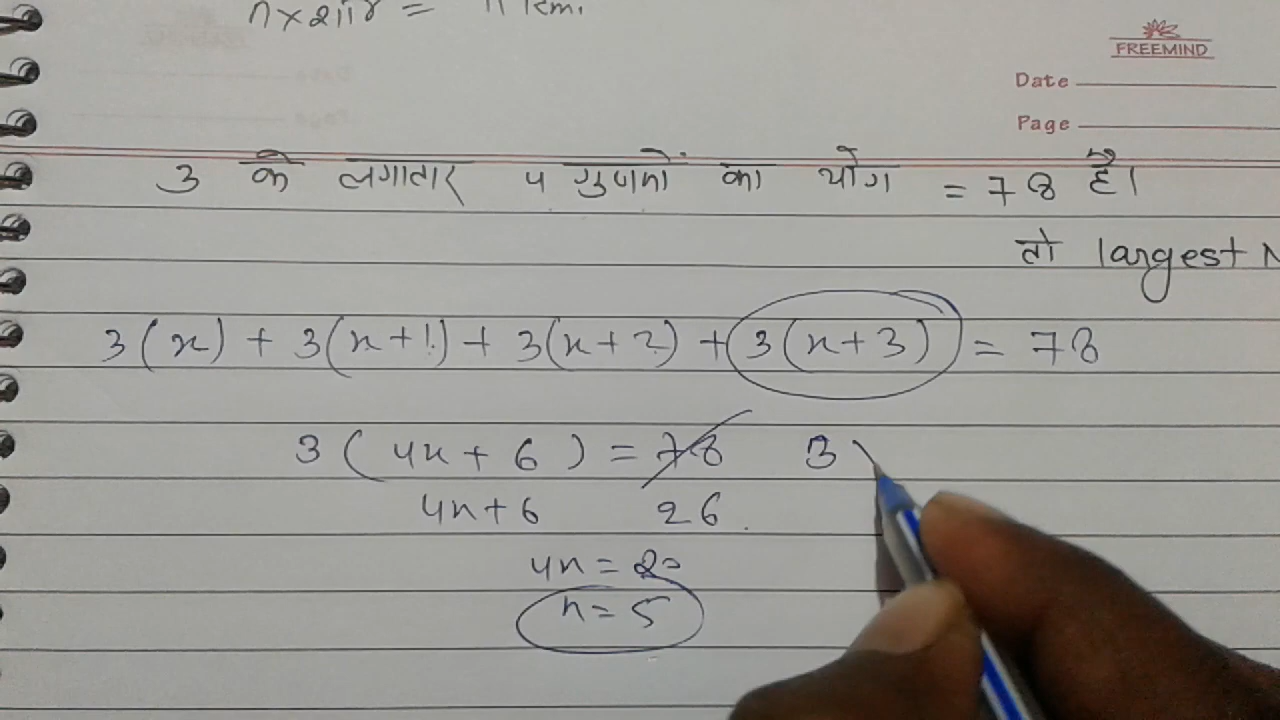 FREEMIND
Date
Page
3 के लगातार 4 गुणजों का योग = 78 है।
तो largest N
3(x) + 3(x+1) + 3(x+2) + 3(x+3) = 78
3(4x+6) = 78 3
4x+6 26
4x = 20
x = 5